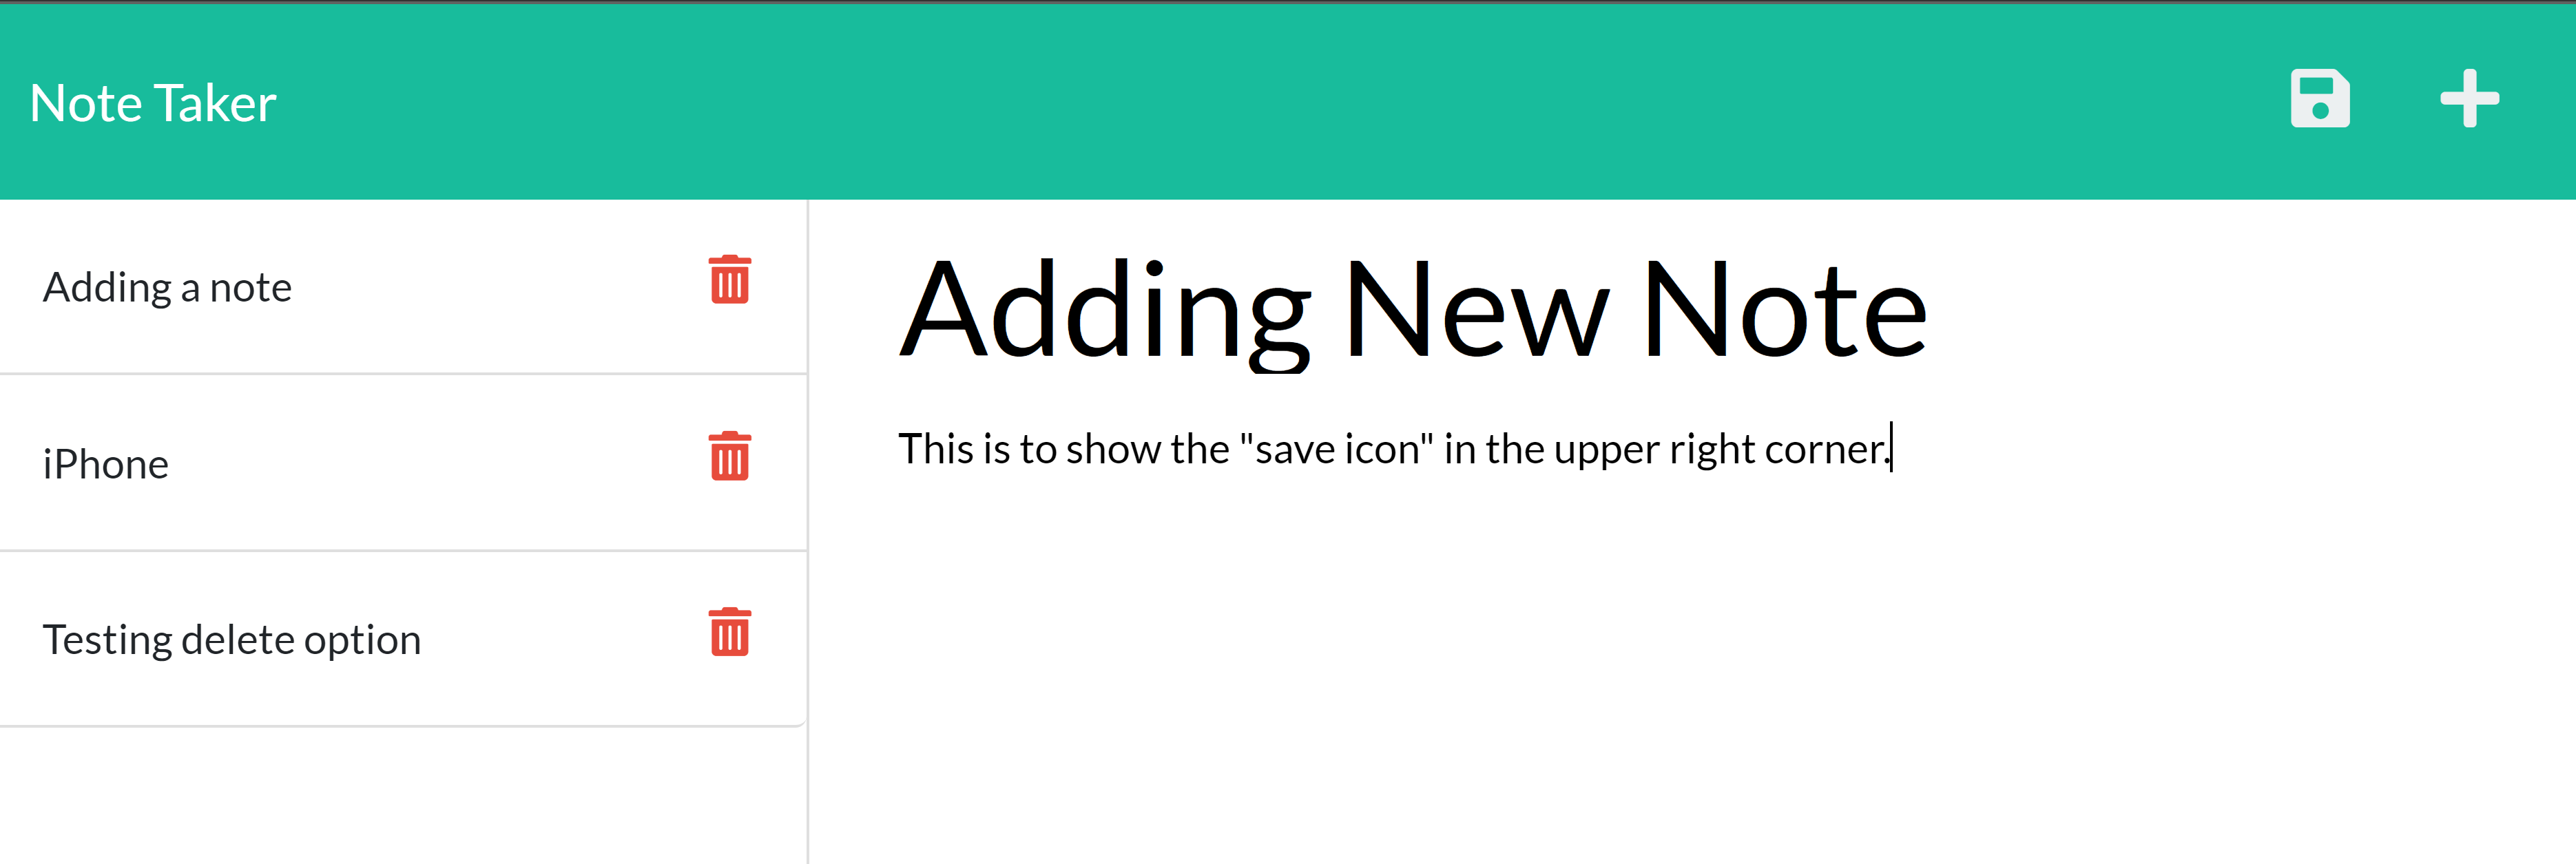 Note Taker
Adding a note
iPhone
Testing delete option
Adding New Note
This is to show the "save icon" in the upper right corner.